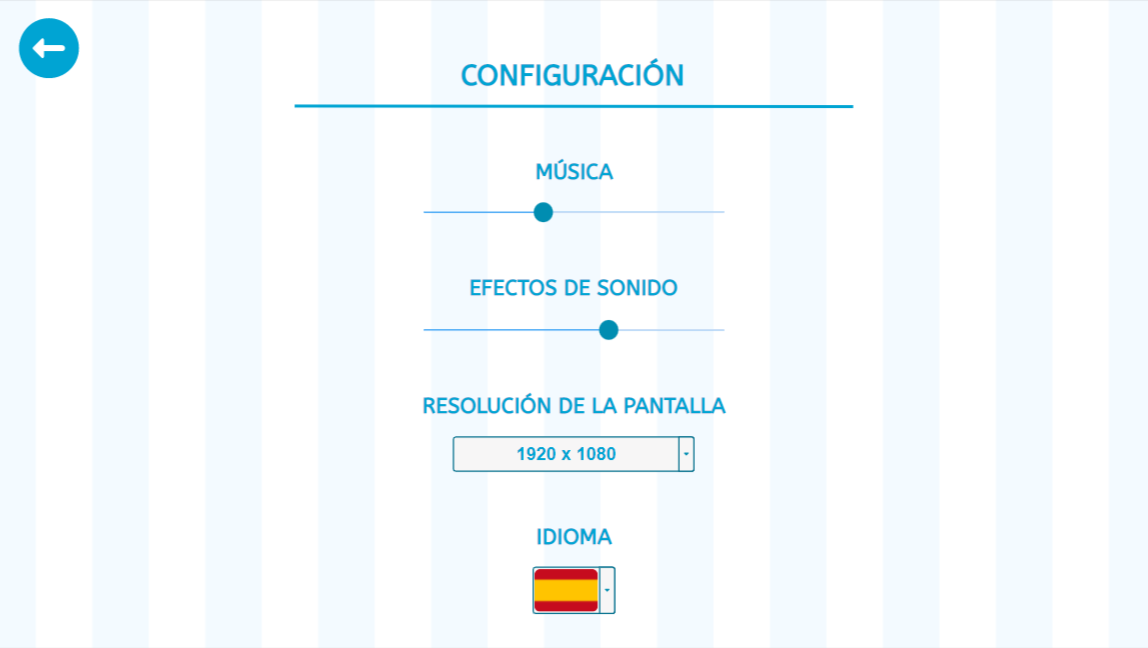 CONFIGURACIÓN
MÚSICA
EFECTOS DE SONIDO
RESOLUCIÓN DE LA PANTALLA
1920 x 1080
IDIOMA